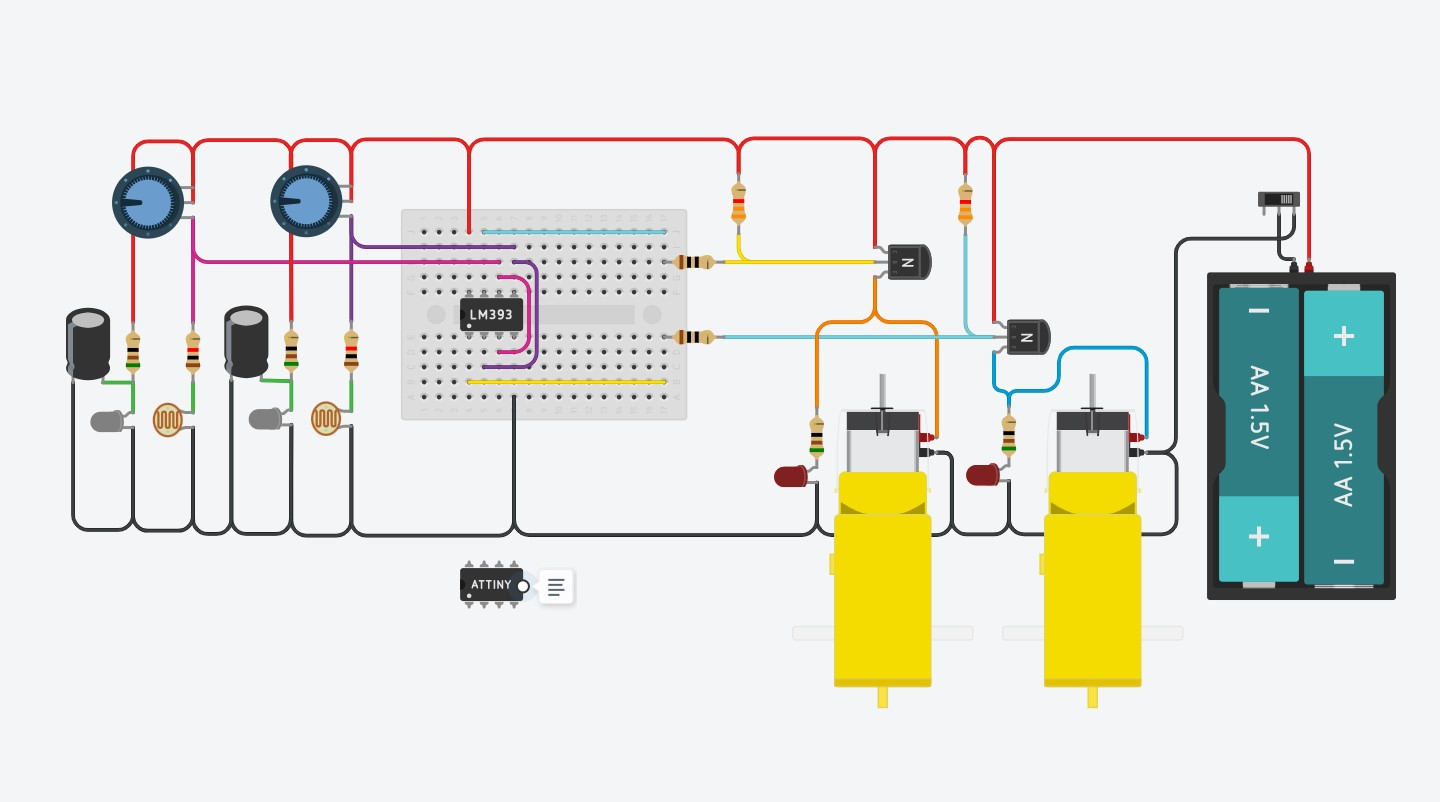 N
LM393
N
AA 1.5V
AA 1.5V
+
+
ATTINY